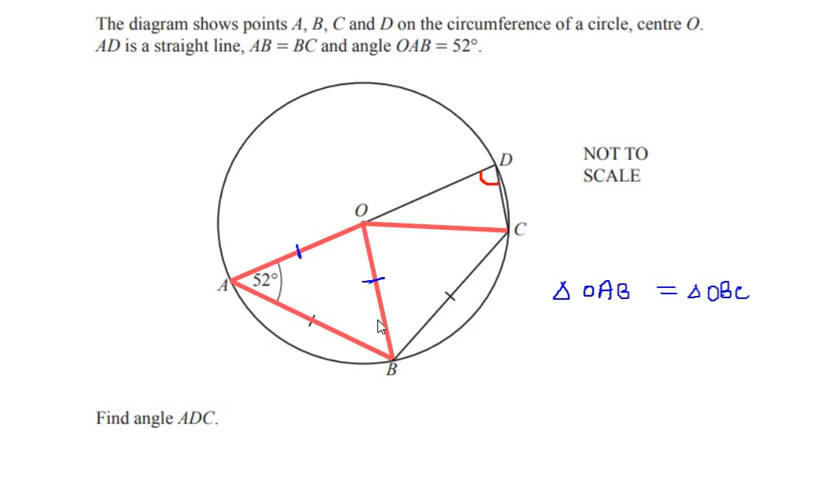 The diagram shows points A, B, C and D on the circumference of a circle, centre O.
AD is a straight line, AB = BC and angle OAB = 52°.
D
NOT TO
SCALE
O
C
A
52°
Δ OAB = Δ OBC
B
Find angle ADC.